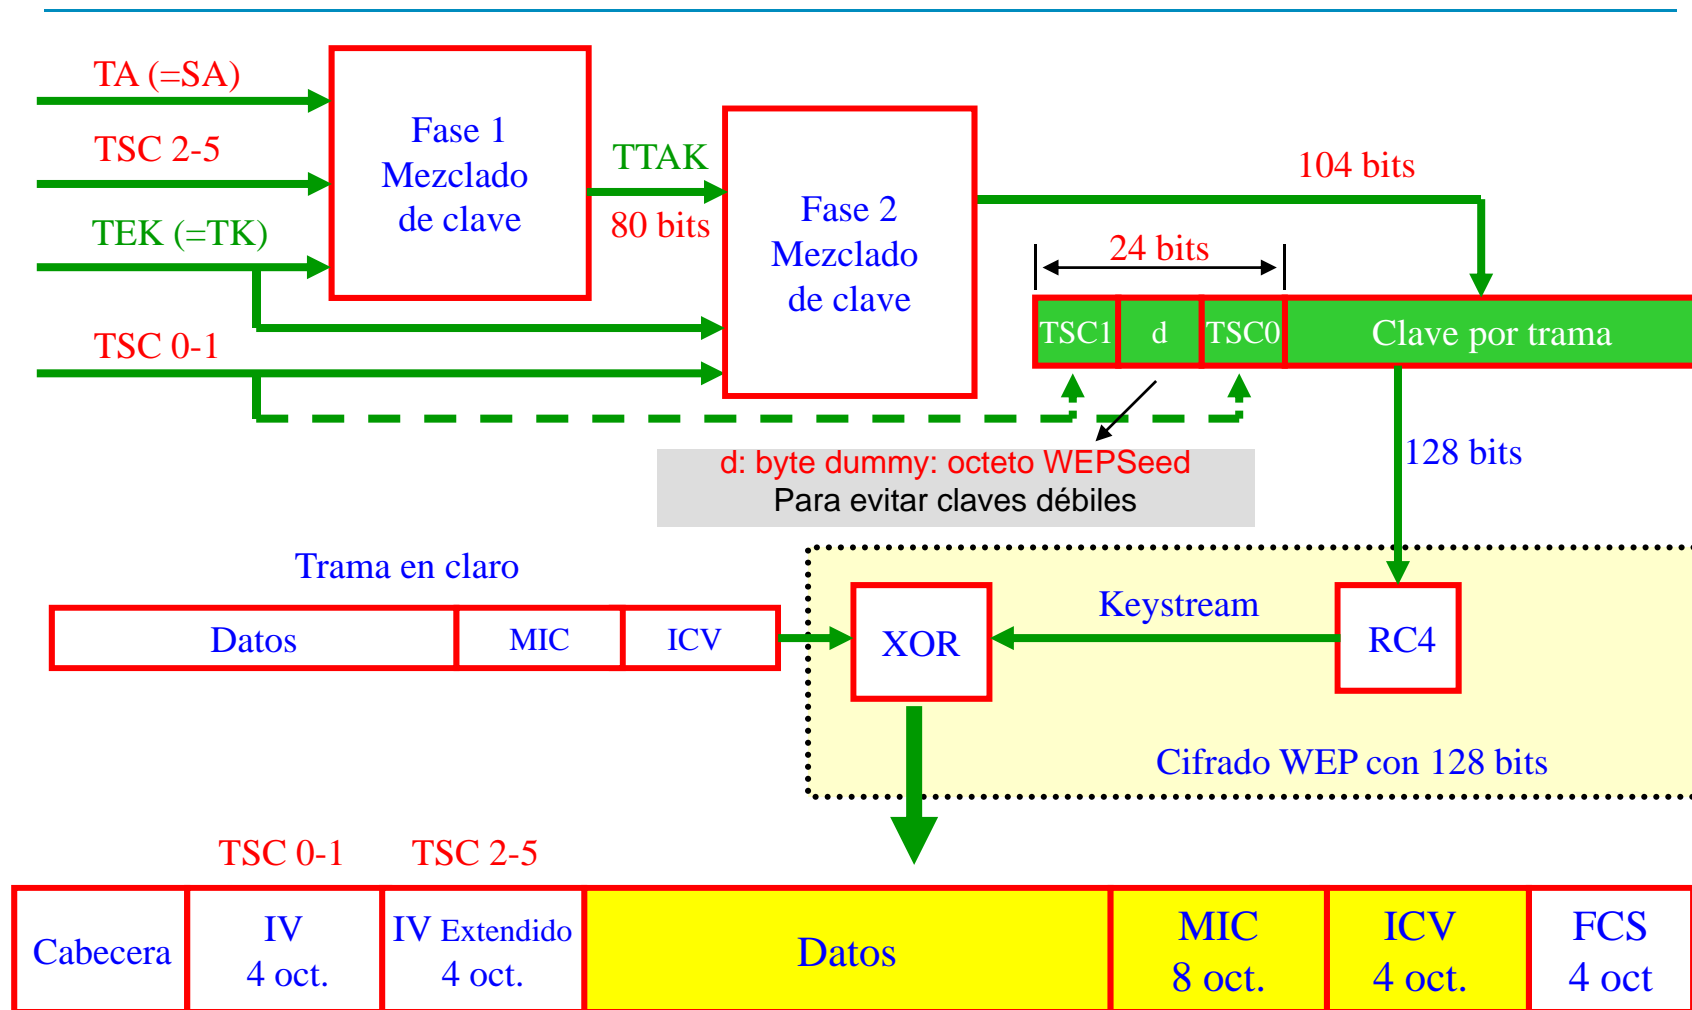 TA (=SA)
TSC 2-5
TEK (=TK)
TSC 0-1
Fase 1
Mezclado
de clave
TTAK
80 bits
Fase 2
Mezclado
de clave
104 bits
24 bits
TSC1
d
TSC0
Clave por trama
d: byte dummy: octeto WEPSeed
Para evitar claves débiles
128 bits
Trama en claro
Datos
MIC
ICV
XOR
Keystream
RC4
Cifrado WEP con 128 bits
TSC 0-1
TSC 2-5
Cabecera
IV
4 oct.
IV Extendido
4 oct.
Datos
MIC
8 oct.
ICV
4 oct.
FCS
4 oct